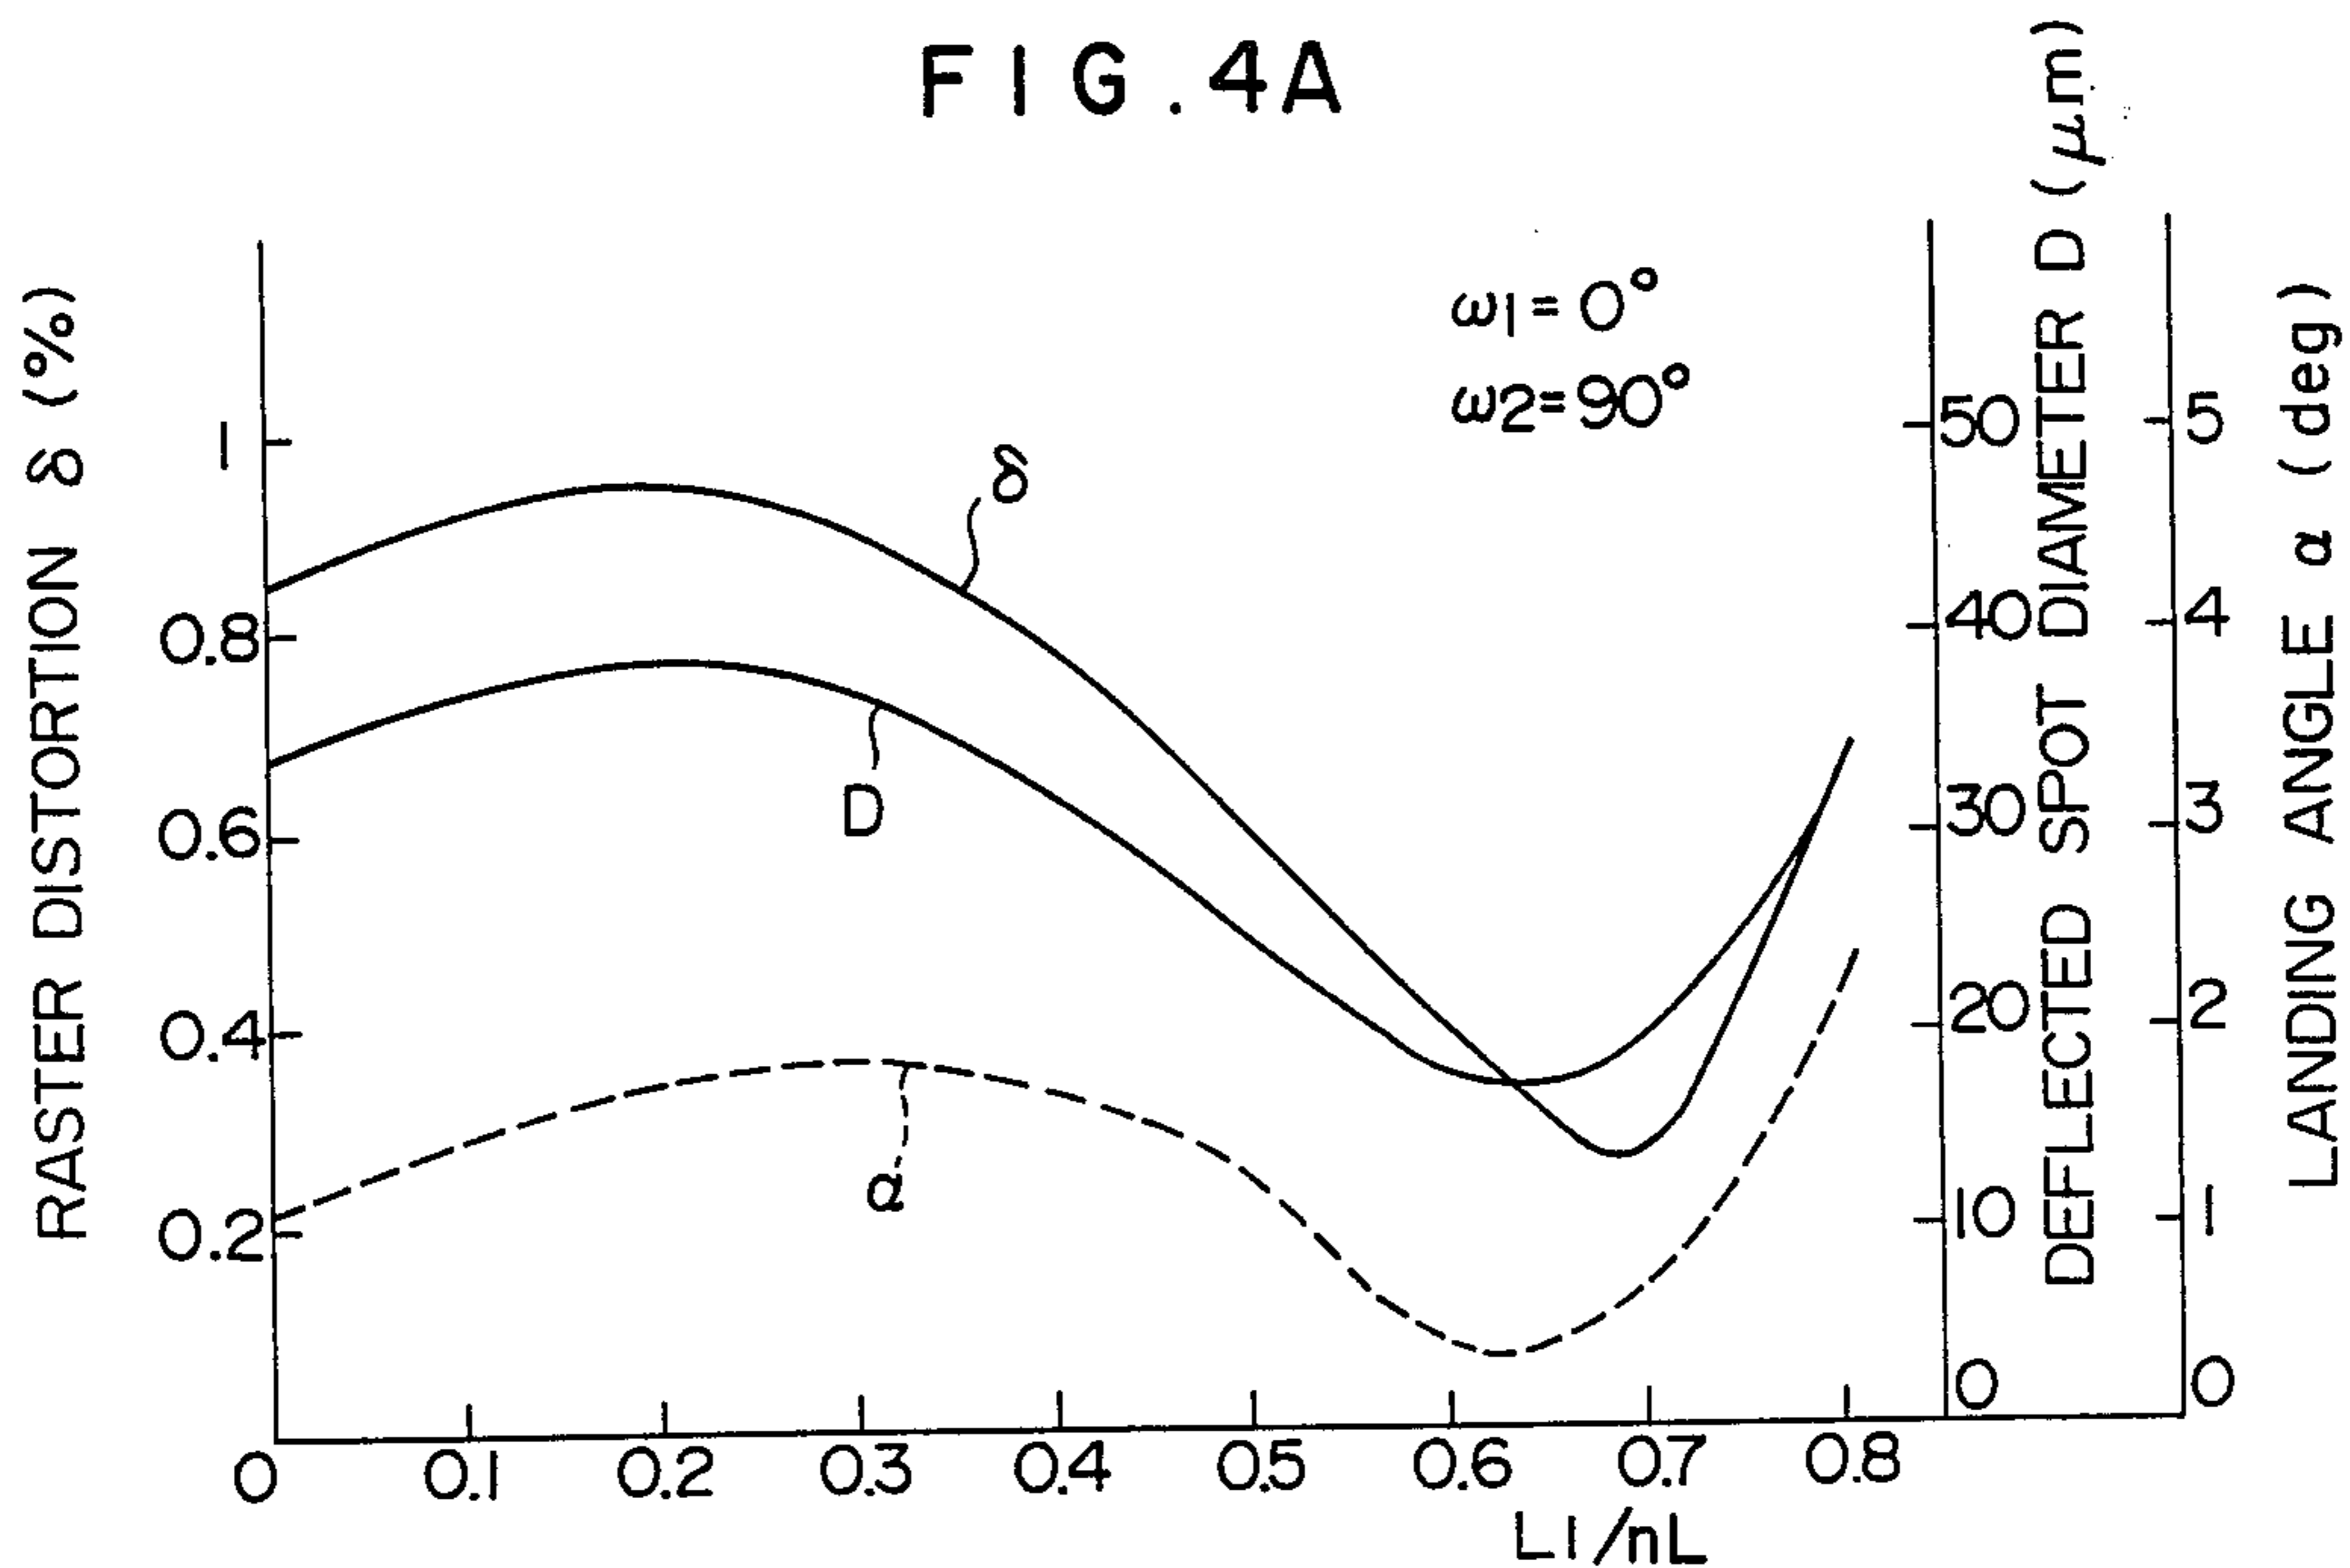 FIG.4A
RASTER DISTORTION δ (%)
1
0.8
0.6
0.4
0.2
ω1=0°
ω2=90°
δ
D
α
50
40
30
20
10
0
DEFLECTED SPOT DIAMETER D (μm)
5
4
3
2
1
0
LANDING ANGLE α (deg)
0
0.1
0.2
0.3
0.4
0.5
0.6
0.7
0.8
L1/nL